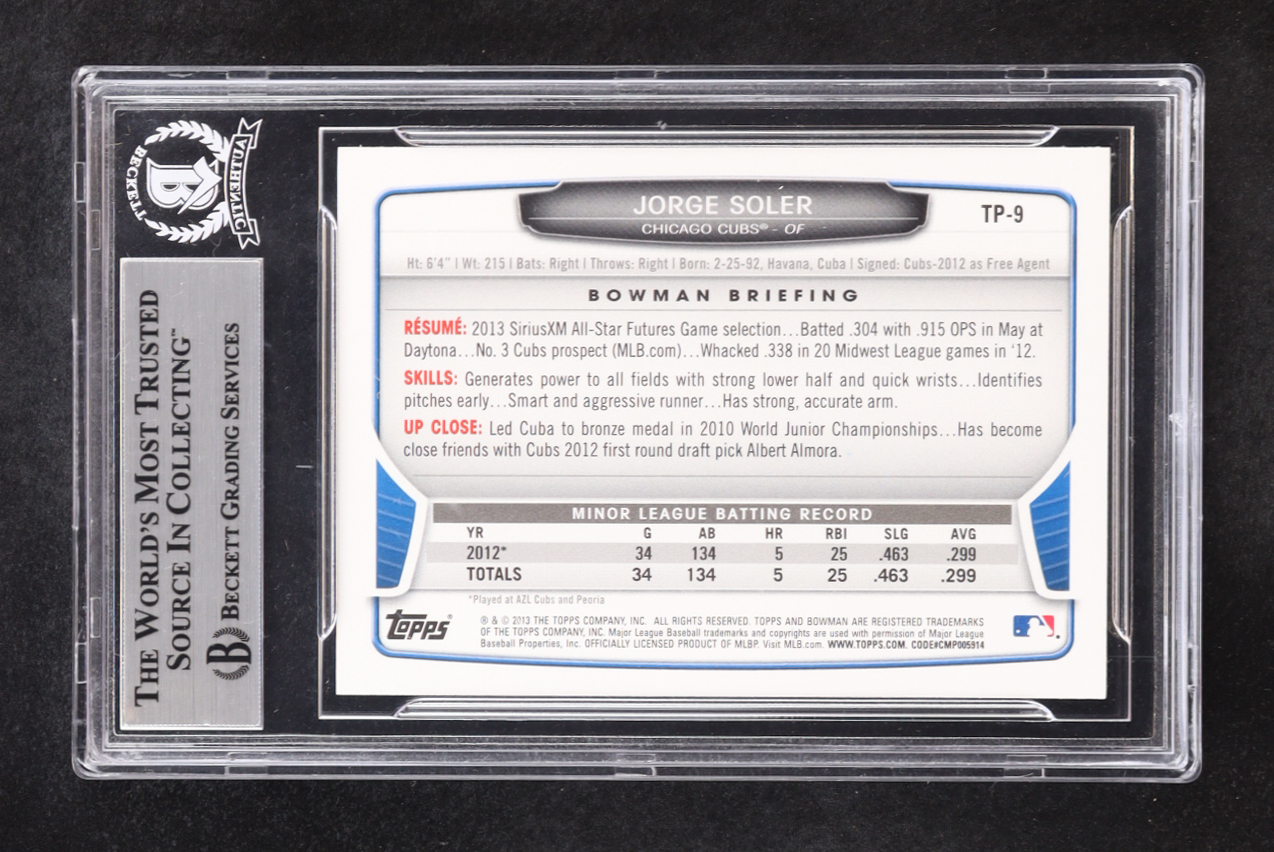 BECKETT
AUTHENTIC
B
THE WORLD'S MOST TRUSTED
SOURCE IN COLLECTING™
B BECKETT GRADING SERVICES
JORGE SOLER
CHICAGO CUBS® - OF
TP-9
Ht: 6'4" | Wt: 215 | Bats: Right | Throws: Right | Born: 2-25-92, Havana, Cuba | Signed: Cubs-2012 as Free Agent
BOWMAN BRIEFING
RÉSUMÉ: 2013 SiriusXM All-Star Futures Game selection...Batted .304 with .915 OPS in May at
Daytona...No. 3 Cubs prospect (MLB.com)...Whacked .338 in 20 Midwest League games in '12.
SKILLS: Generates power to all fields with strong lower half and quick wrists...Identifies
pitches early...Smart and aggressive runner...Has strong, accurate arm.
UP CLOSE: Led Cuba to bronze medal in 2010 World Junior Championships...Has become
close friends with Cubs 2012 first round draft pick Albert Almora.
MINOR LEAGUE BATTING RECORD
YR G AB HR RBI SLG AVG
2012* 34 134 5 25 .463 .299
TOTALS 34 134 5 25 .463 .299
*Played at AZL Cubs and Peoria
Topps®
® & © 2013 THE TOPPS COMPANY, INC. ALL RIGHTS RESERVED. TOPPS AND BOWMAN ARE REGISTERED TRADEMARKS
OF THE TOPPS COMPANY, INC. Major League Baseball trademarks and copyrights are used with permission of Major League
Baseball Properties, Inc. OFFICIALLY LICENSED PRODUCT OF MLBP. Visit MLB.com. WWW.TOPPS.COM. CODE#CMP005914